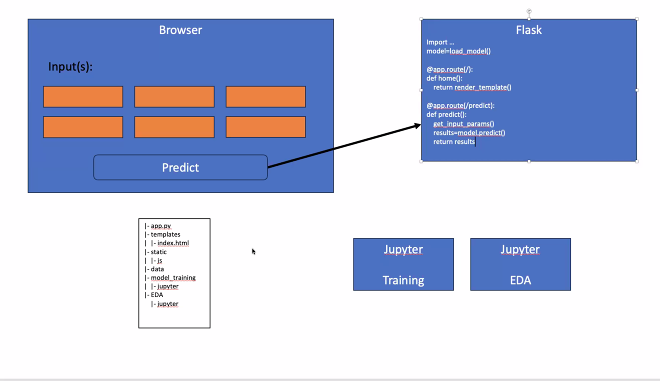 Browser
Input(s):
Predict
Flask
Import ...
model=load_model()
@app.route(/):
def home():
return render_template()
@app.route(/predict):
def predict():
get_input_params()
results=model.predict()
return results
|- app.py
|- templates
| |- index.html
|- static
| |- js
|- data
|- model_training
| |- jupyter
|- EDA
|- jupyter
Jupyter
Training
Jupyter
EDA